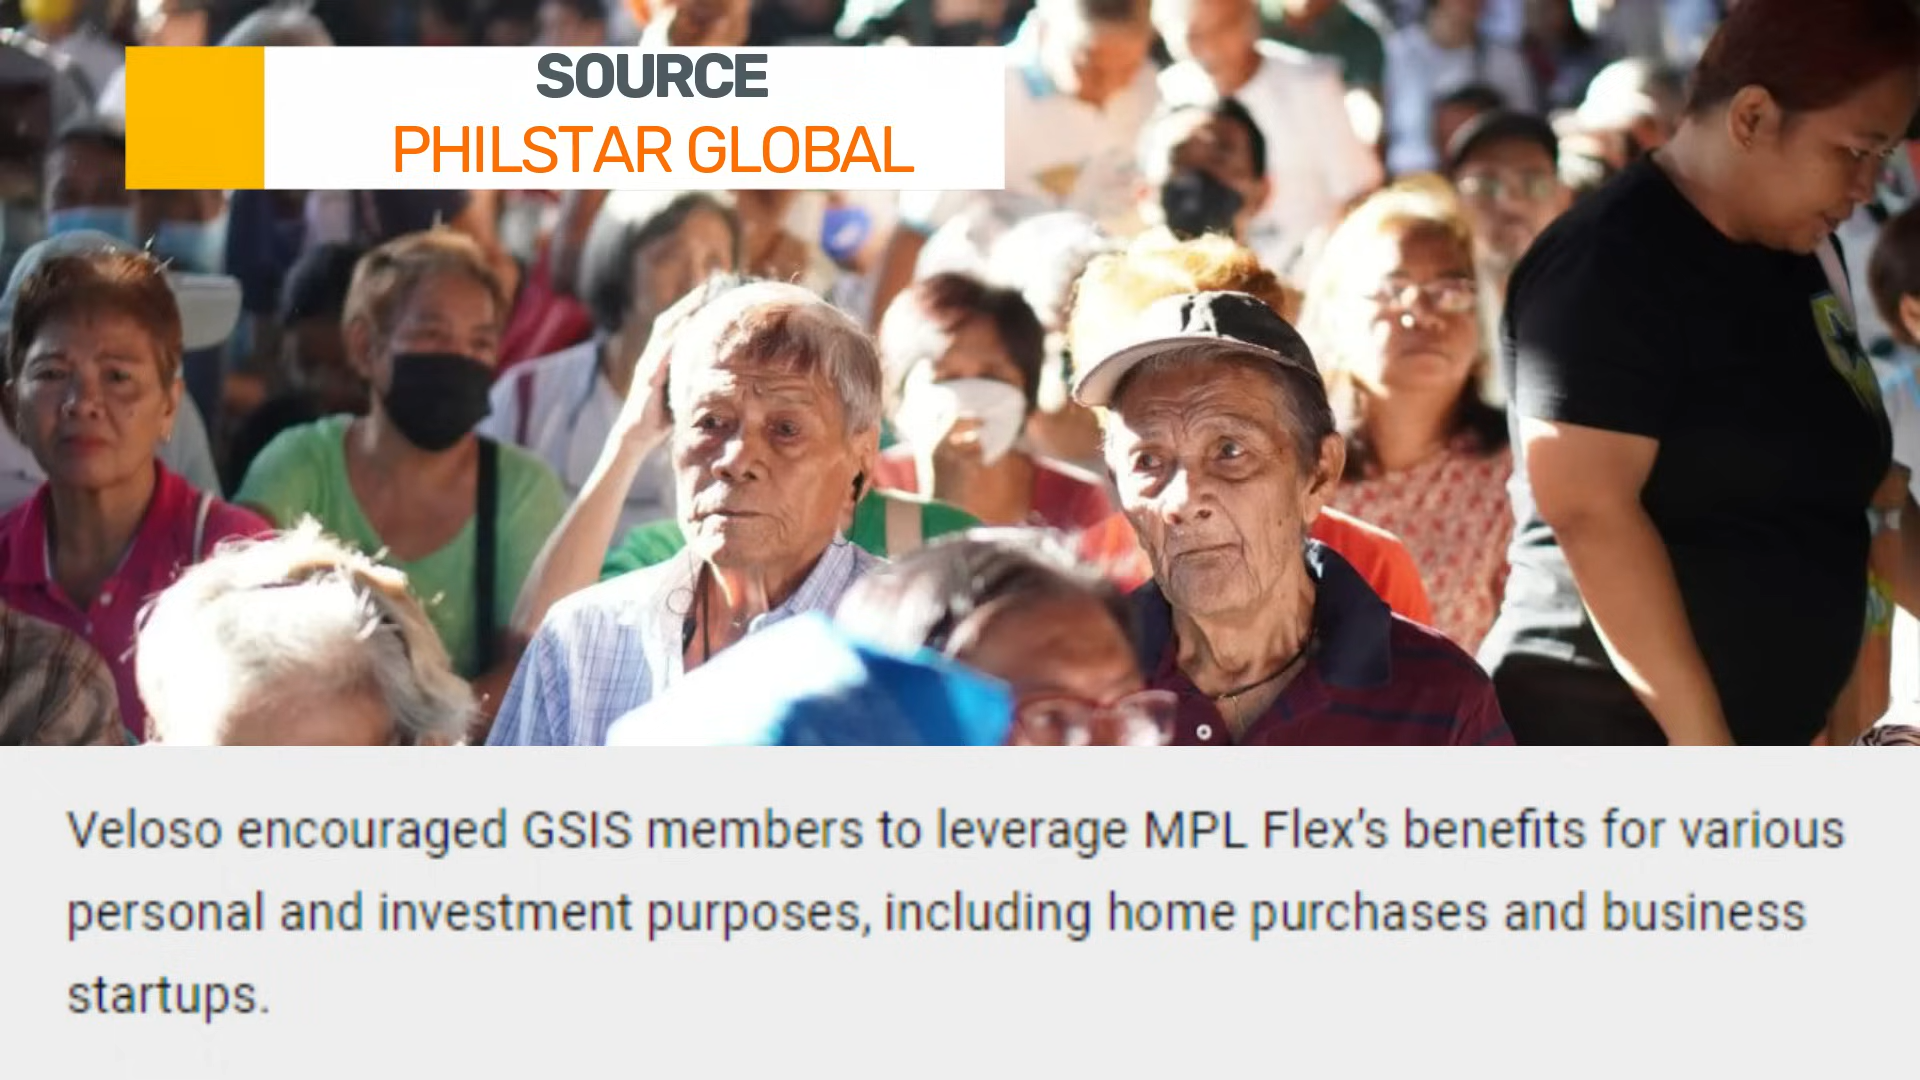 SOURCE
PHILSTAR GLOBAL
Veloso encouraged GSIS members to leverage MPL Flex's benefits for various
personal and investment purposes, including home purchases and business
startups.